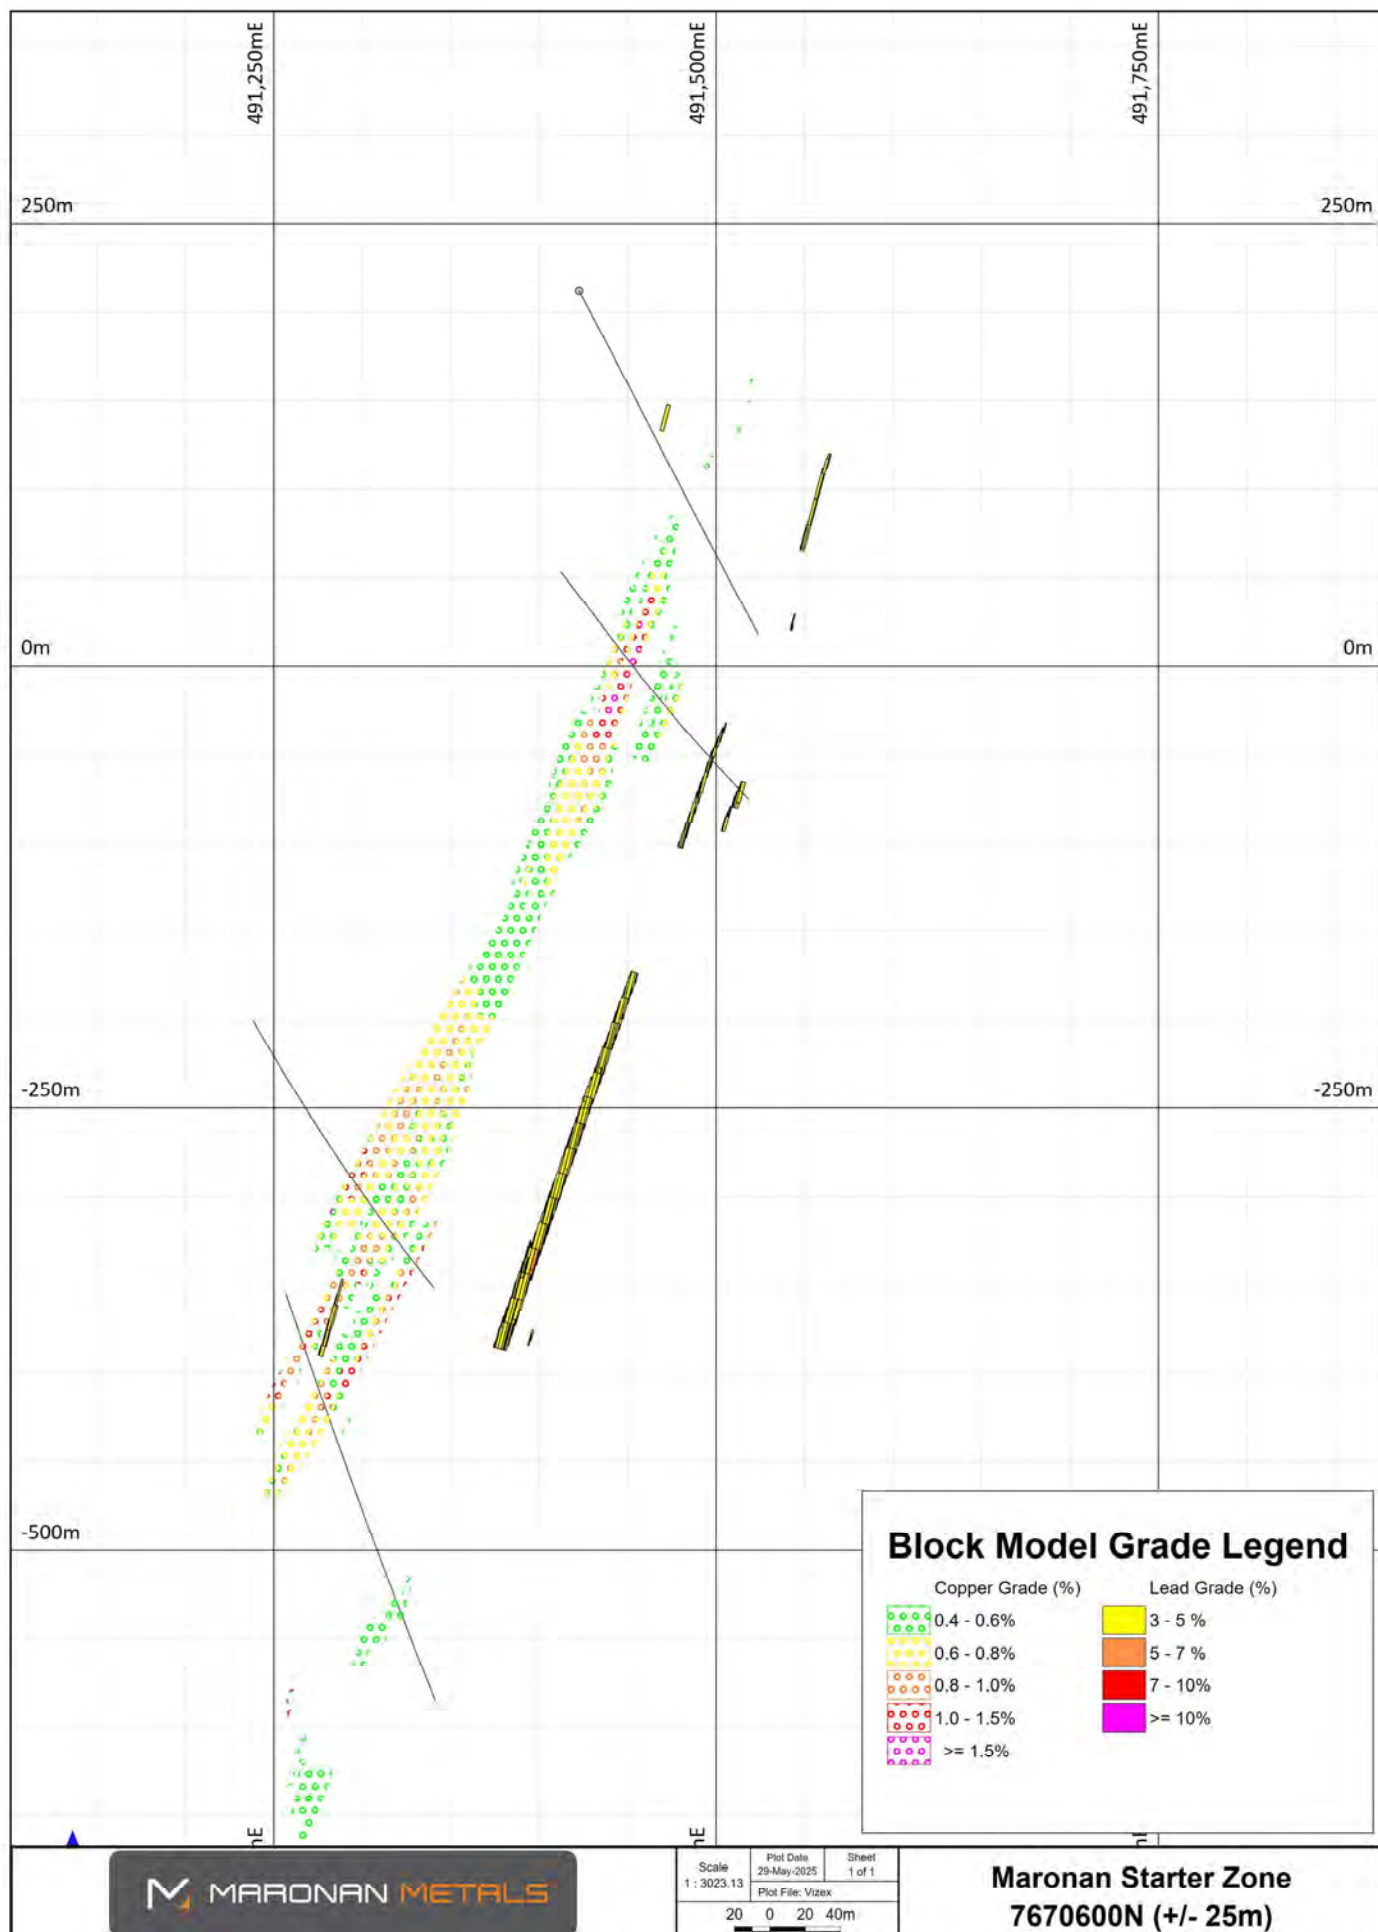 491,250mE
491,500mE
491,750mE
250m
250m
0m
0m
-250m
-250m
-500m
Block Model Grade Legend
Copper Grade (%)
Lead Grade (%)
0.4 - 0.6%
3 - 5 %
0.6 - 0.8%
5 - 7 %
0.8 - 1.0%
7 - 10%
1.0 - 1.5%
>= 10%
>= 1.5%
MARONAN METALS
Scale
1 : 3023.13
Plot Date
29-May-2025
Sheet
1 of 1
Plot File: Vizex
20 0 20 40m
Maronan Starter Zone
7670600N (+/- 25m)